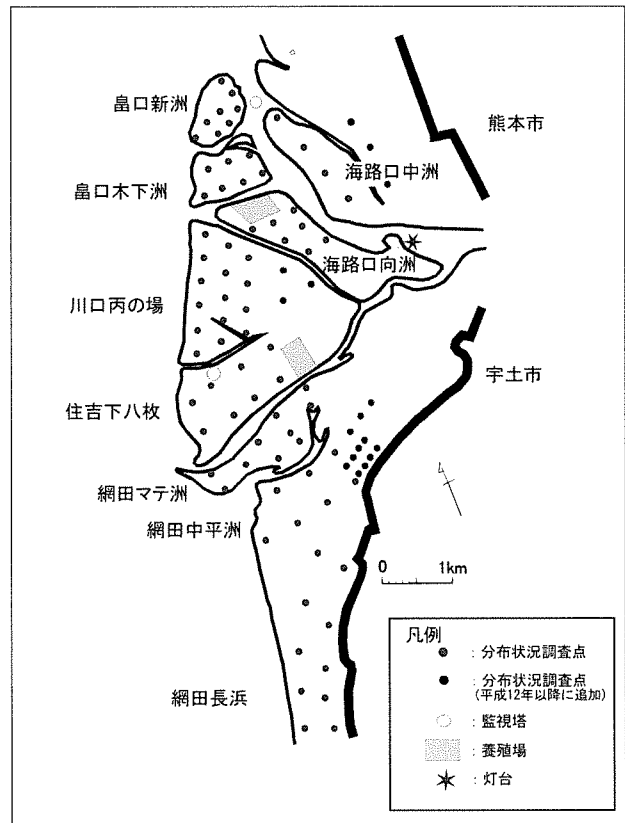 畠口新洲
熊本市
海路口中洲
畠口木下洲
海路口向洲
川口丙の場
宇土市
住吉下八枚
網田マテ洲
網田中平洲
0 1km
網田長浜
凡例
：分布状況調査点
：分布状況調査点
(平成12年以降に追加)
：監視塔
：養殖場
：灯台